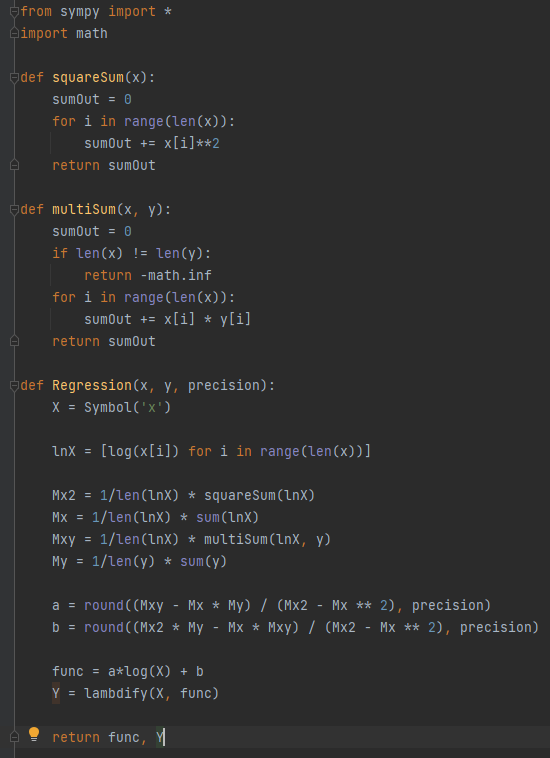 from sympy import *
import math
def squareSum(x):
sumOut = 0
for i in range(len(x)):
sumOut += x[i]**2
return sumOut
def multiSum(x, y):
sumOut = 0
if len(x) != len(y):
return -math.inf
for i in range(len(x)):
sumOut += x[i] * y[i]
return sumOut
def Regression(x, y, precision):
X = Symbol('x')
lnX = [log(x[i]) for i in range(len(x))]
Mx2 = 1/len(lnX) * squareSum(lnX)
Mx = 1/len(lnX) * sum(lnX)
Mxy = 1/len(lnX) * multiSum(lnX, y)
My = 1/len(y) * sum(y)
a = round((Mxy - Mx * My) / (Mx2 - Mx ** 2), precision)
b = round((Mx2 * My - Mx * Mxy) / (Mx2 - Mx ** 2), precision)
func = a*log(X) + b
Y = lambdify(X, func)
return func, Y